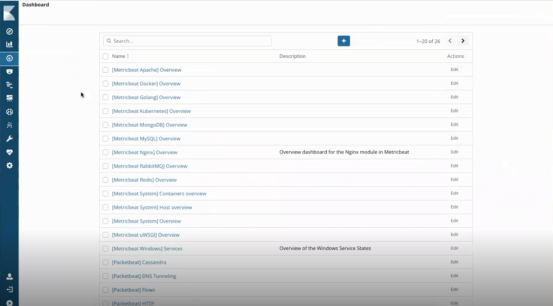 Dashboard
Search...
1–20 of 26
Name
Description
Actions
[Metricbeat Apache] Overview
Edit
[Metricbeat Docker] Overview
Edit
[Metricbeat Golang] Overview
Edit
[Metricbeat Kubernetes] Overview
Edit
[Metricbeat MongoDB] Overview
Edit
[Metricbeat MySQL] Overview
Edit
[Metricbeat Nginx] Overview
Overview dashboard for the Nginx module in Metricbeat
Edit
[Metricbeat RabbitMQ] Overview
Edit
[Metricbeat Redis] Overview
Edit
[Metricbeat System] Containers overview
Edit
[Metricbeat System] Host overview
Edit
[Metricbeat System] Overview
Edit
[Metricbeat uWSGI] Overview
Edit
[Metricbeat Windows] Services
Overview of the Windows Service States
Edit
[Packetbeat] Cassandra
Edit
[Packetbeat] DNS Tunneling
Edit
[Packetbeat] Flows
Edit
[Packetbeat] HTTP
Edit